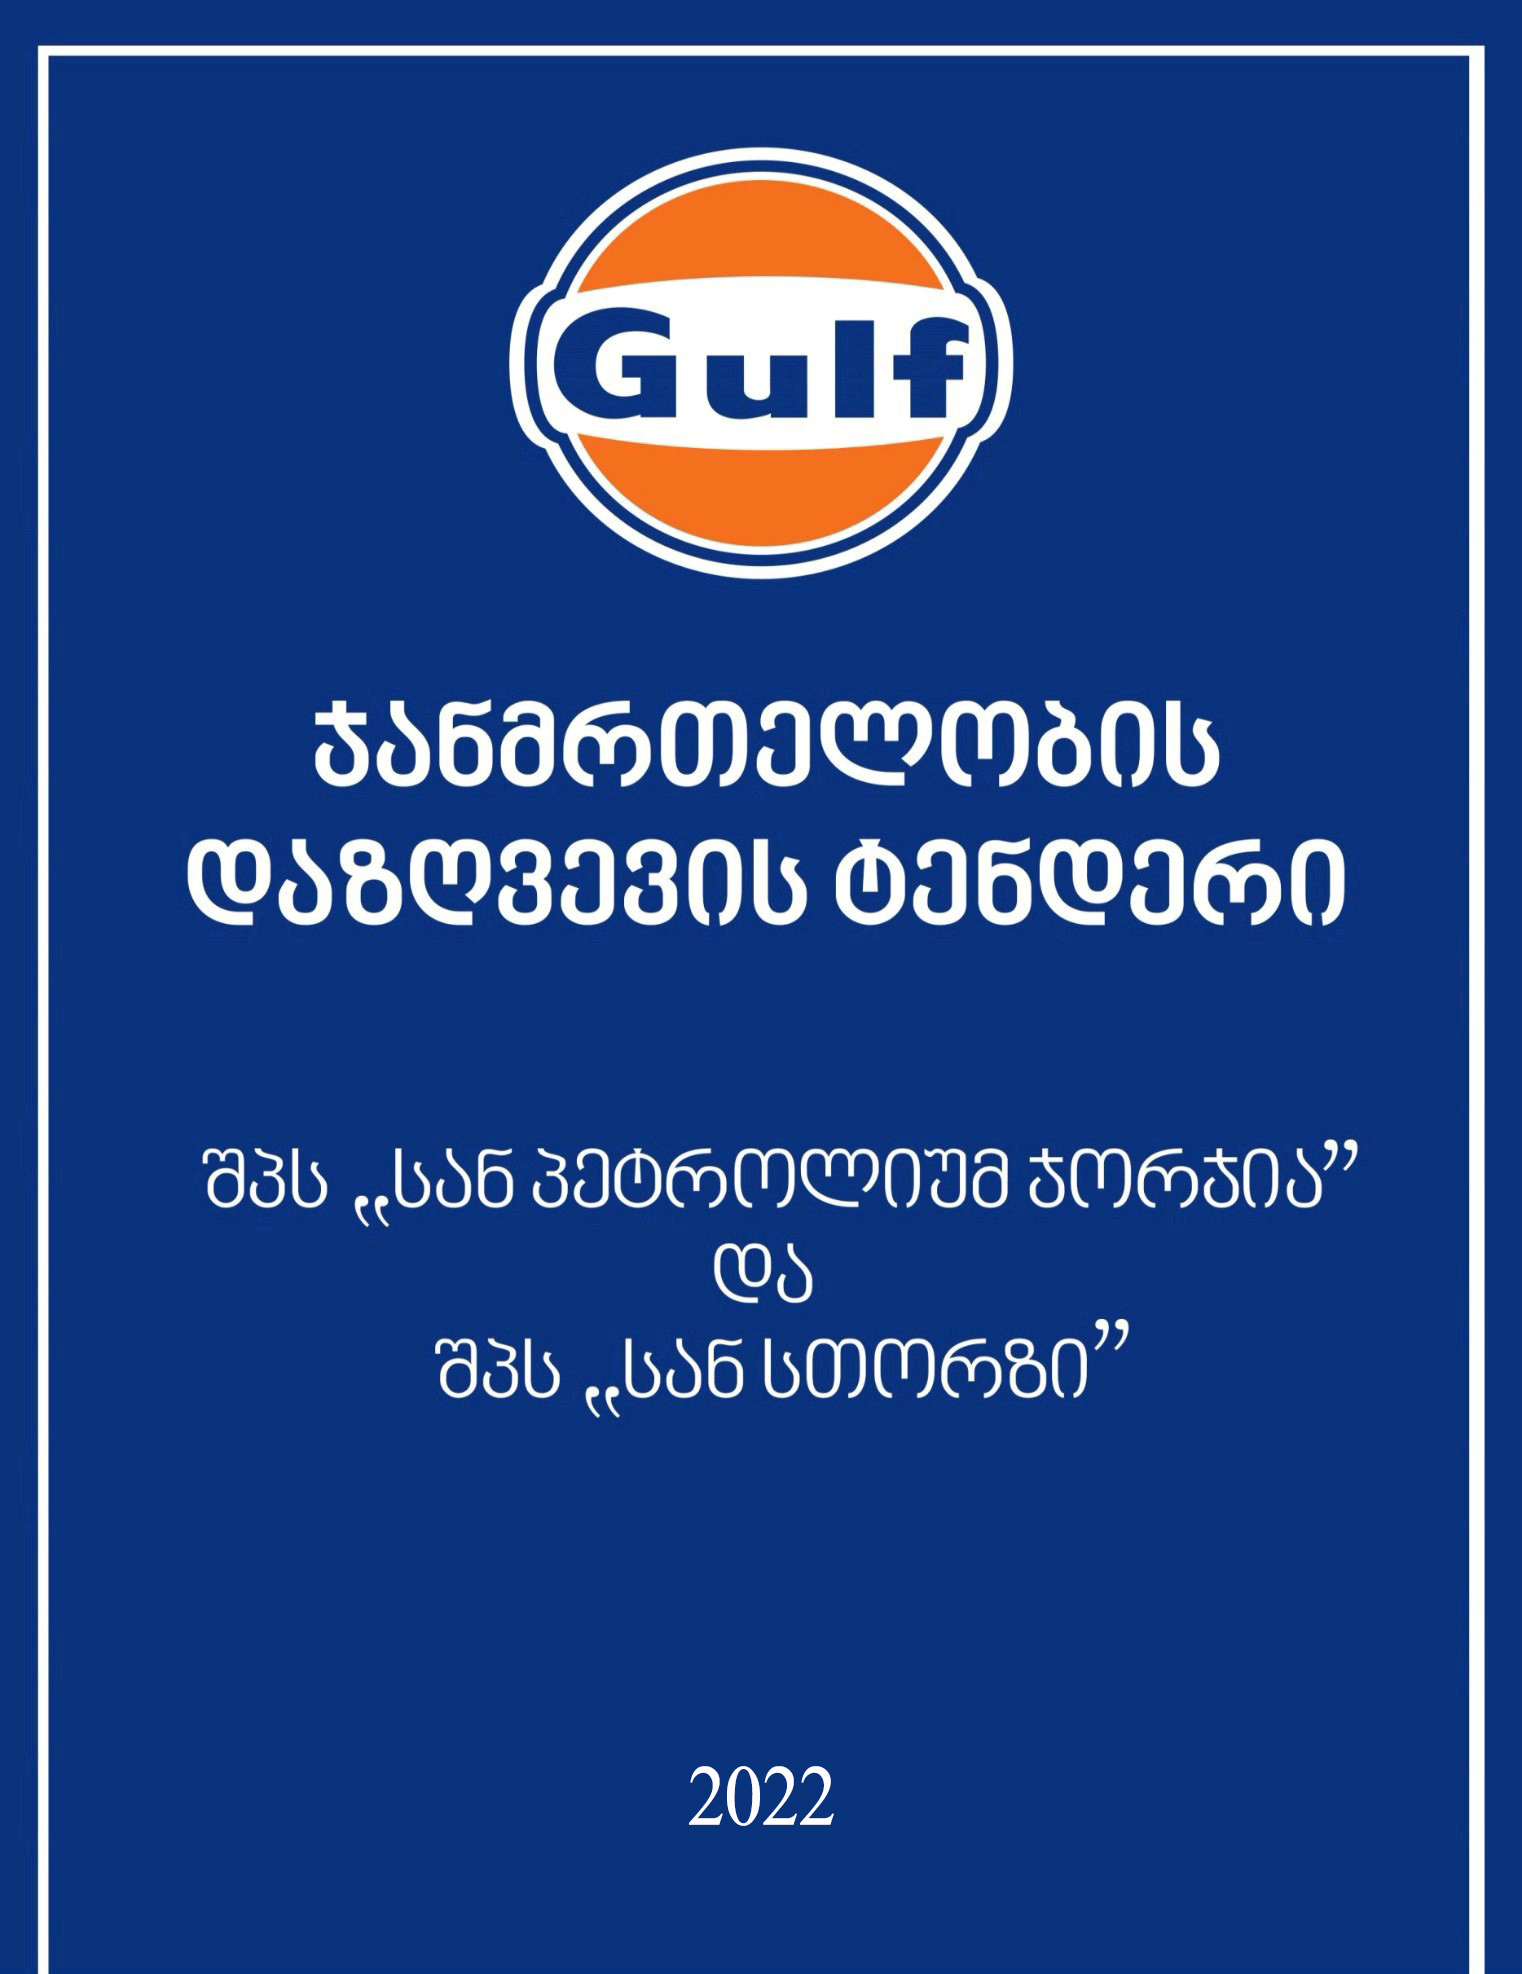 Gulf
ჯანმრთელობის
დაზღვევის ტენდერი
შპს „სან პეტროლიუმ ჯორჯია”
და
შპს „სან სთორზი”
2022